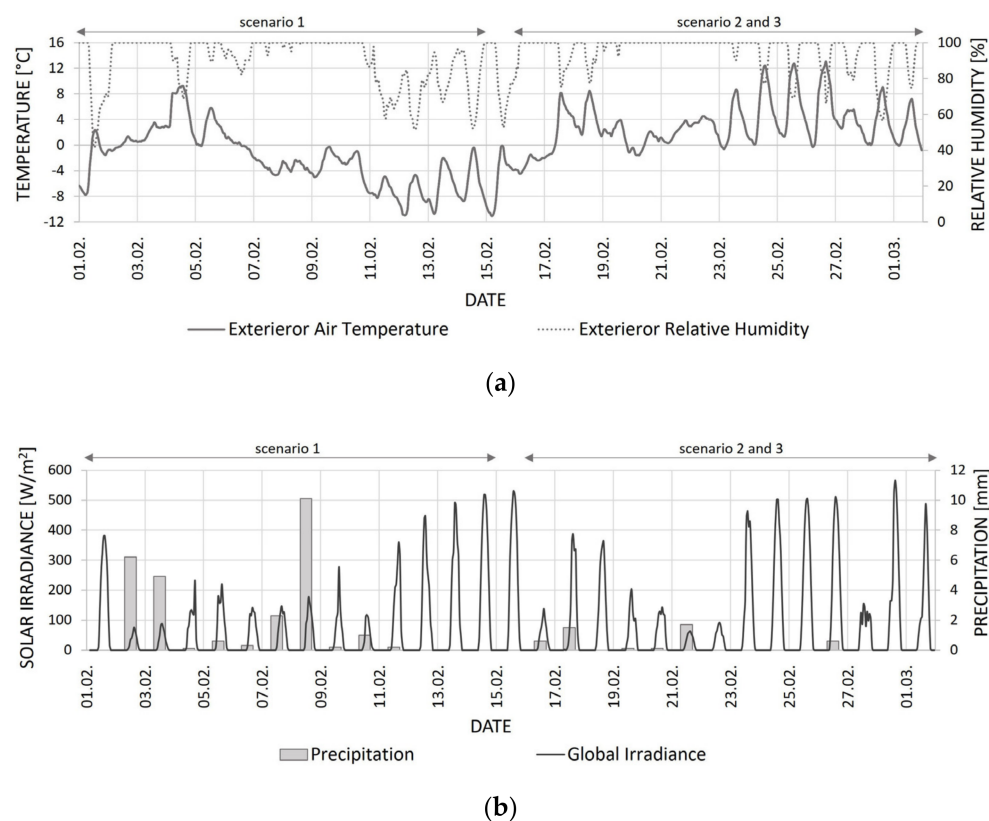 scenario 1 scenario 2 and 3
TEMPERATURE [°C]
16
12
8
4
0
-4
-8
-12
100
80
60
40
20
0
RELATIVE HUMIDITY [%]
01.02. 03.02. 05.02. 07.02. 09.02. 11.02. 13.02. 15.02. 17.02. 19.02. 21.02. 23.02. 25.02. 27.02. 01.03.
DATE
Exterieror Air Temperature Exterieror Relative Humidity
(a)
scenario 1 scenario 2 and 3
SOLAR IRRADIANCE [W/m²]
600
500
400
300
200
100
0
12
10
8
6
4
2
0
PRECIPITATION [mm]
01.02. 03.02. 05.02. 07.02. 09.02. 11.02. 13.02. 15.02. 17.02. 19.02. 21.02. 23.02. 25.02. 27.02. 01.03.
DATE
Precipitation Global Irradiance
(b)